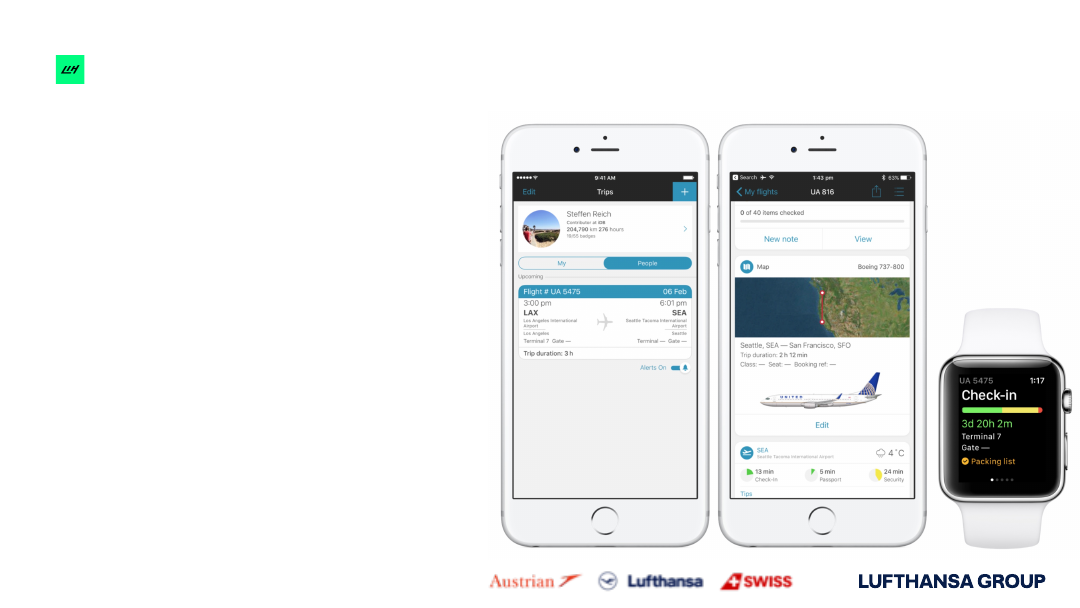 LLH
9:41 AM
Edit
Trips
+
Steffen Reich
Contributor at iDB
204,790 km 276 hours
19/55 badges
My
People
Upcoming
Flight # UA 5475
06 Feb
3:00 pm
6:01 pm
LAX
SEA
Los Angeles International
Airport
Seattle Tacoma International
Airport
Los Angeles
Seattle
Terminal 7 Gate —
Terminal — Gate —
Trip duration: 3 h
Alerts On
Search
1:43 pm
63%
My flights
UA 816
0 of 40 items checked
New note
View
Map
Boeing 737-800
Seattle, SEA — San Francisco, SFO
Trip duration: 2 h 12 min
Class: — Seat: — Booking ref: —
UNITED
Edit
SEA
Seattle Tacoma International Airport
4˚C
13 min
Check-in
5 min
Passport
24 min
Security
Tips
UA 5475
1:17
Check-in
3d 20h 2m
Terminal 7
Gate —
Packing list
Austrian
Lufthansa
SWISS
LUFTHANSA GROUP